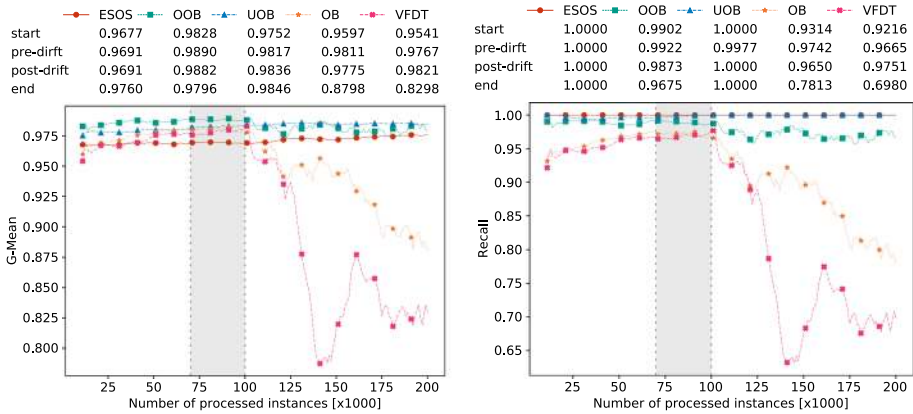 ESOS OOB UOB OB VFDT
start 0.9677 0.9828 0.9752 0.9597 0.9541
pre-dirft 0.9691 0.9890 0.9817 0.9811 0.9767
post-drift 0.9691 0.9882 0.9836 0.9775 0.9821
end 0.9760 0.9796 0.9846 0.8798 0.8298
0.975
0.950
0.925
0.900
0.875
0.850
0.825
0.800
G-Mean
25 50 75 100 125 150 175 200
Number of processed instances [x1000]
ESOS OOB UOB OB VFDT
start 1.0000 0.9902 1.0000 0.9314 0.9216
pre-dirft 1.0000 0.9922 0.9977 0.9742 0.9665
post-drift 1.0000 0.9873 1.0000 0.9650 0.9751
end 1.0000 0.9675 1.0000 0.7813 0.6980
1.00
0.95
0.90
0.85
0.80
0.75
0.70
0.65
Recall
25 50 75 100 125 150 175 200
Number of processed instances [x1000]